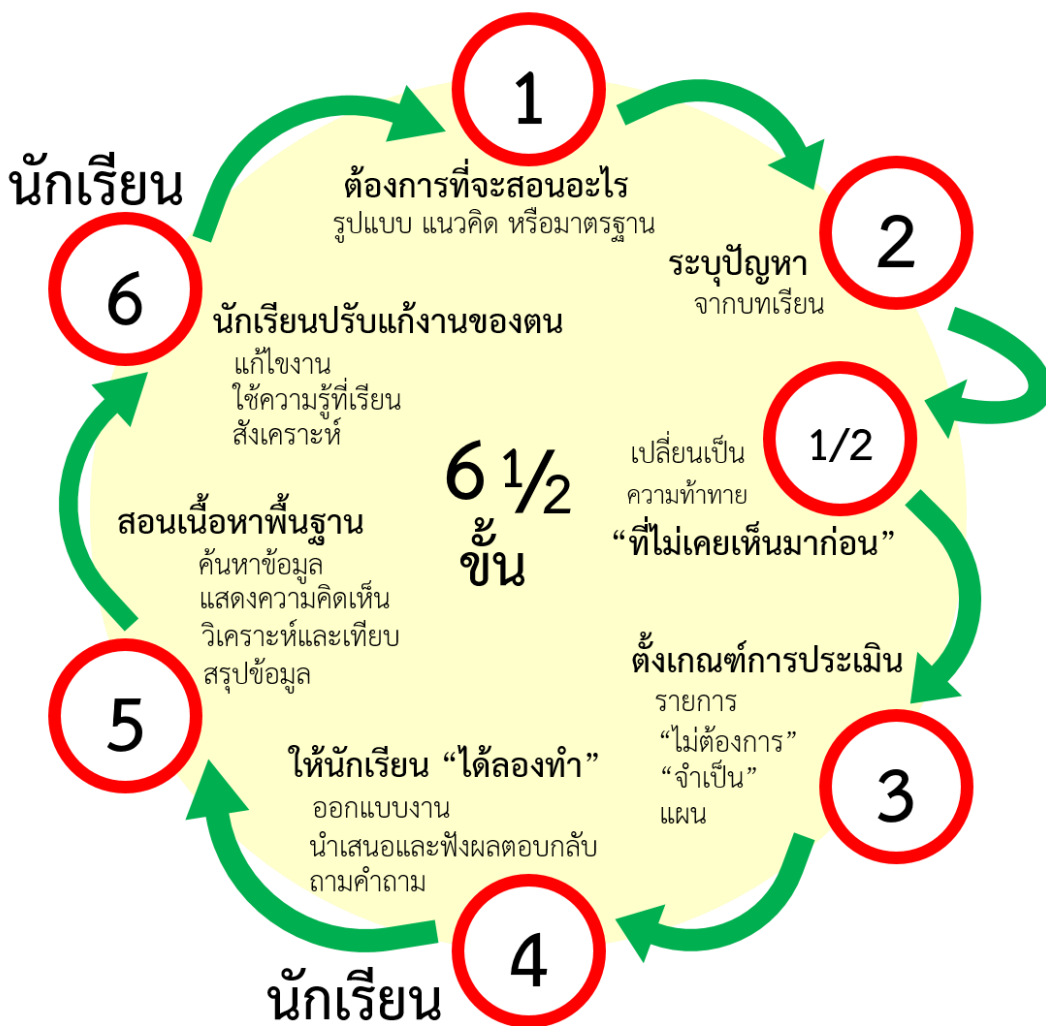 1
ต้องการที่จะสอนอะไร
รูปแบบ แนวคิด หรือมาตรฐาน
2
ระบุปัญหา
จากบทเรียน
1/2
เปลี่ยนเป็น
ความท้าทาย
“ที่ไม่เคยเห็นมาก่อน”
3
ตั้งเกณฑ์การประเมิน
รายการ
“ไม่ต้องการ”
“จำเป็น”
แผน
4
นักเรียน
ให้นักเรียน “ได้ลองทำ”
ออกแบบงาน
นำเสนอและฟังผลตอบกลับ
ถามคำถาม
5
สอนเนื้อหาพื้นฐาน
ค้นหาข้อมูล
แสดงความคิดเห็น
วิเคราะห์และเทียบ
สรุปข้อมูล
นักเรียน
6
นักเรียนปรับแก้งานของตน
แก้ไขงาน
ใช้ความรู้ที่เรียน
สังเคราะห์
6 1/2
ขั้น